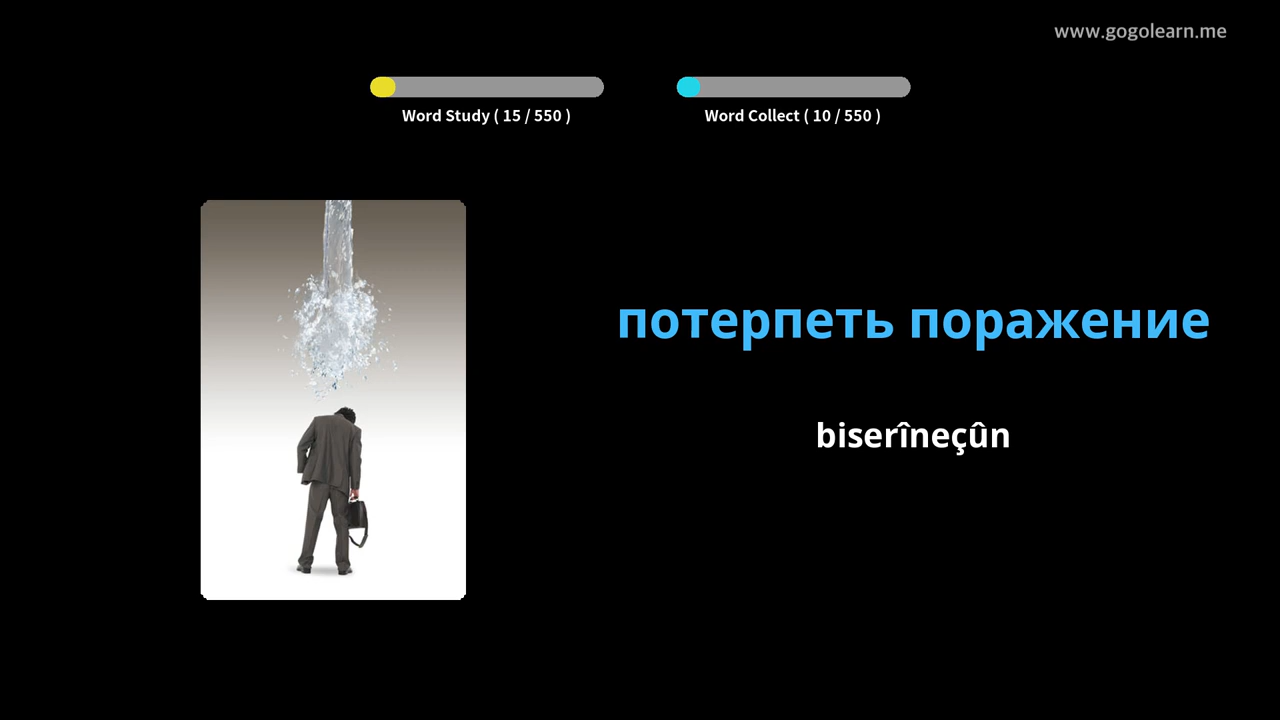 www.gogolearn.me
Word Study ( 15 / 550 )
Word Collect ( 10 / 550 )
потерпеть поражение
biserîneçûn